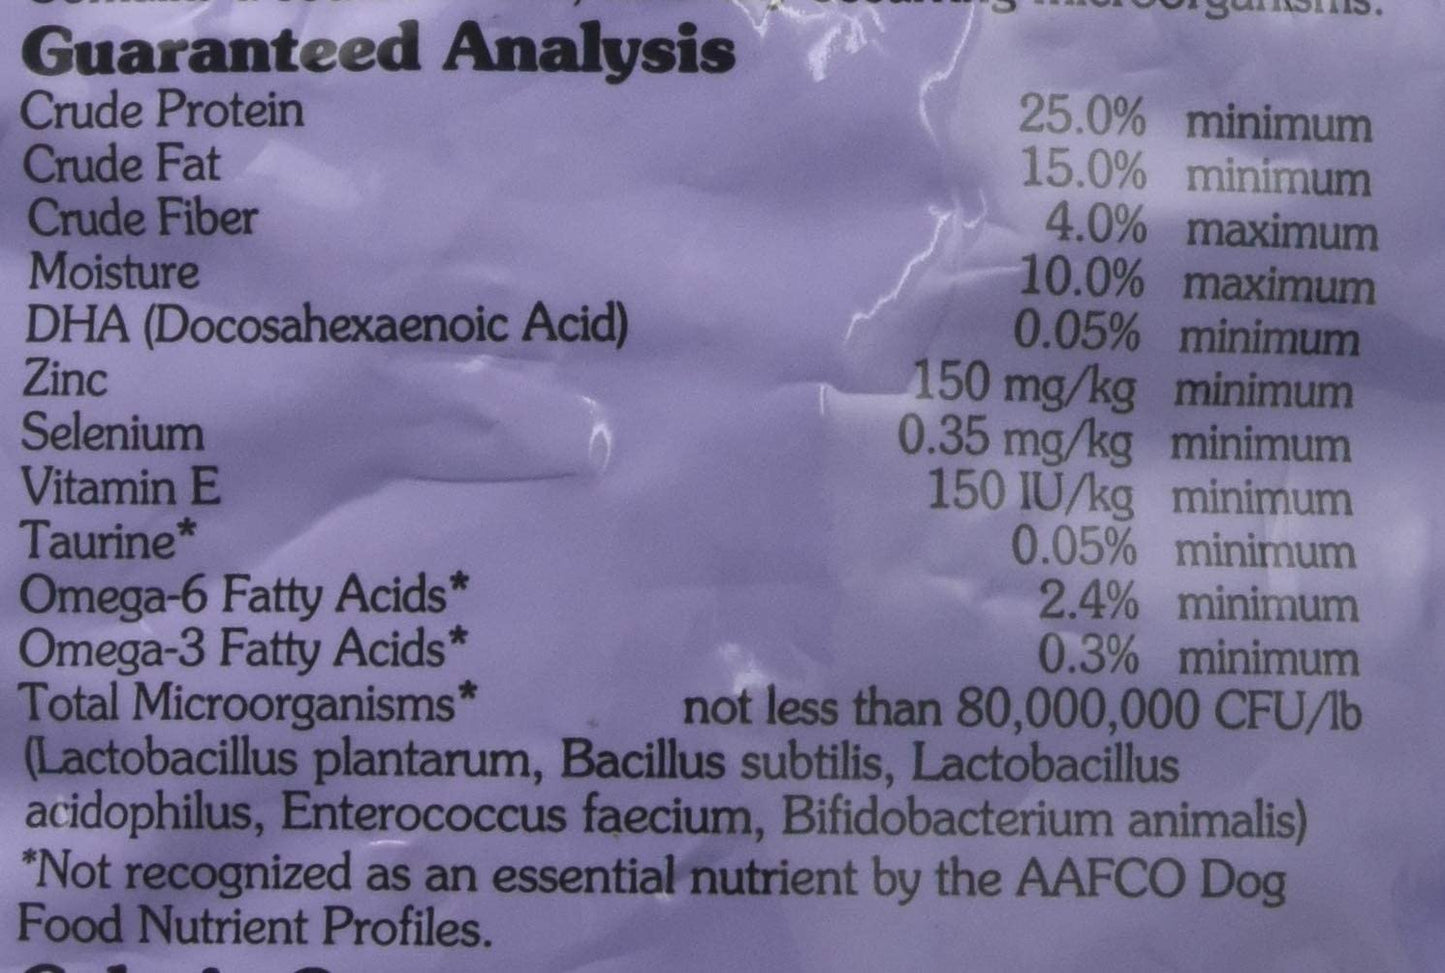 occurring microorganisms.
Guaranteed Analysis
Crude Protein 25.0% minimum
Crude Fat 15.0% minimum
Crude Fiber 4.0% maximum
Moisture 10.0% maximum
DHA (Docosahexaenoic Acid) 0.05% minimum
Zinc 150 mg/kg minimum
Selenium 0.35 mg/kg minimum
Vitamin E 150 IU/kg minimum
Taurine* 0.05% minimum
Omega-6 Fatty Acids* 2.4% minimum
Omega-3 Fatty Acids* 0.3% minimum
Total Microorganisms* not less than 80,000,000 CFU/lb
(Lactobacillus plantarum, Bacillus subtilis, Lactobacillus
acidophilus, Enterococcus faecium, Bifidobacterium animalis)
*Not recognized as an essential nutrient by the AAFCO Dog
Food Nutrient Profiles.